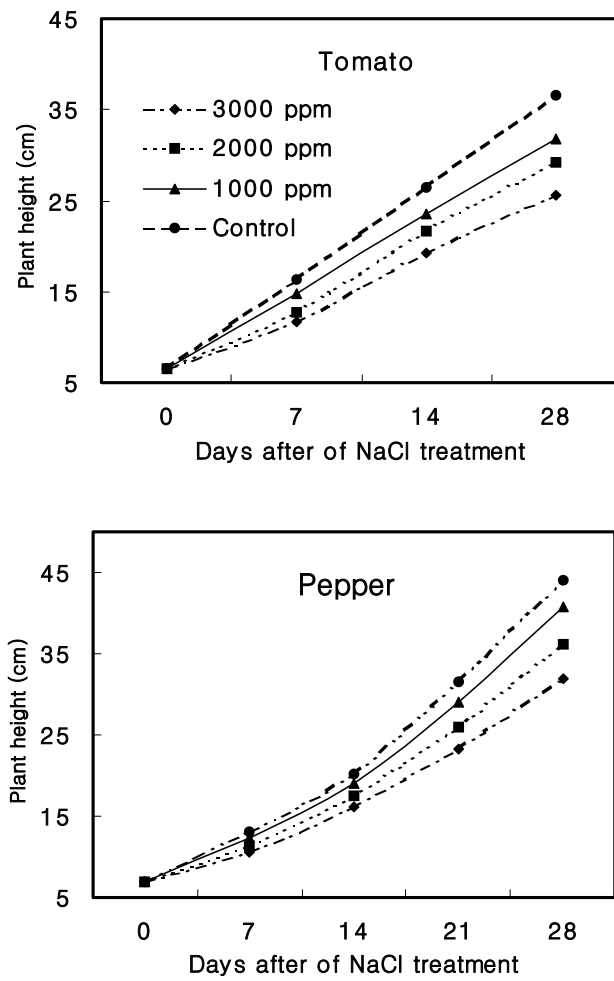 45
Tomato
35
3000 ppm
2000 ppm
1000 ppm
Control
25
15
5
Plant height (cm)
0 7 14 28
Days after of NaCl treatment
45
Pepper
35
25
15
5
Plant height (cm)
0 7 14 21 28
Days after of NaCl treatment